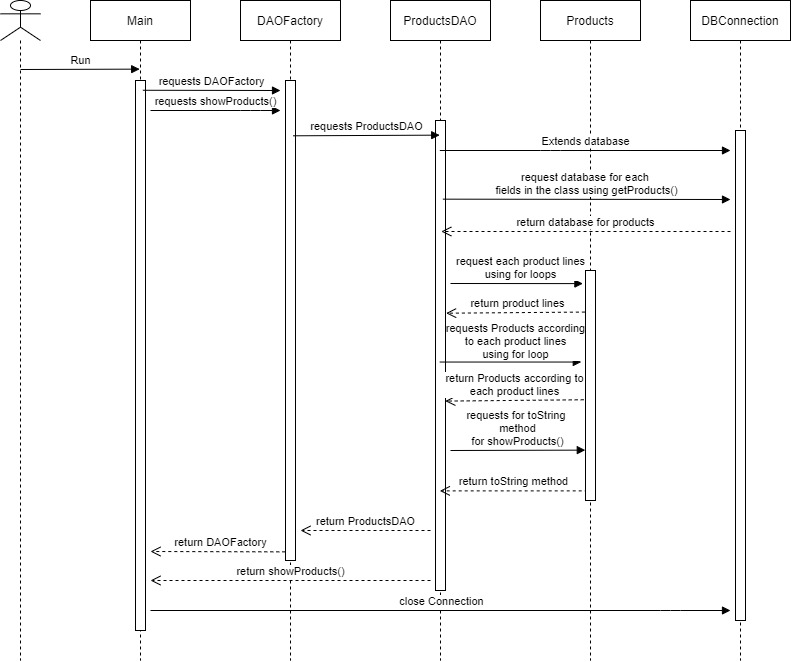 Main
DAOFactory
ProductsDAO
Products
DBConnection
Run
requests DAOFactory
requests showProducts()
requests ProductsDAO
Extends database
request database for each
fields in the class using getProducts()
return database for products
request each product lines
using for loops
return product lines
requests Products according
to each product lines
using for loop
return Products according to
each product lines
requests for toString
method
for showProducts()
return toString method
return ProductsDAO
return DAOFactory
return showProducts()
close Connection